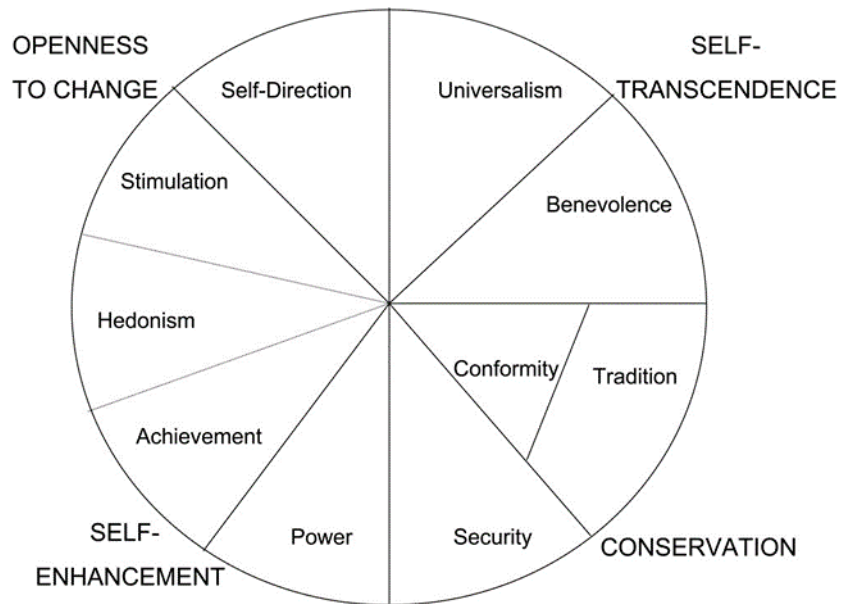 OPENNESS
TO CHANGE
SELF-
TRANSCENDENCE
Self-Direction
Universalism
Stimulation
Benevolence
Hedonism
Conformity
Tradition
Achievement
Power
Security
SELF-
ENHANCEMENT
CONSERVATION